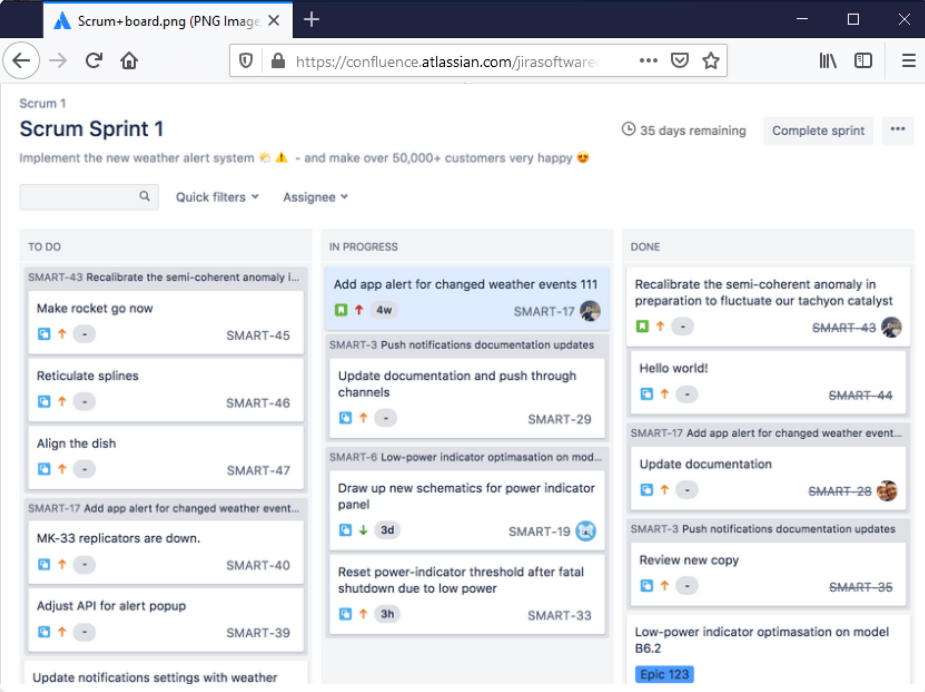 Scrum+board.png (PNG Image,
https://confluence.atlassian.com/jirasoftware
Scrum 1
Scrum Sprint 1
35 days remaining
Complete sprint
Implement the new weather alert system 🌤️ ⚠️ - and make over 50,000+ customers very happy 😍
Quick filters
Assignee
TO DO
SMART-43 Recalibrate the semi-coherent anomaly i...
Make rocket go now
-
SMART-45
Reticulate splines
-
SMART-46
Align the dish
-
SMART-47
SMART-17 Add app alert for changed weather event...
MK-33 replicators are down.
-
SMART-40
Adjust API for alert popup
-
SMART-39
Update notifications settings with weather
IN PROGRESS
Add app alert for changed weather events 111
4w
SMART-17
SMART-3 Push notifications documentation updates
Update documentation and push through
channels
-
SMART-29
SMART-6 Low-power indicator optimasation on mod...
Draw up new schematics for power indicator
panel
3d
SMART-19
Reset power-indicator threshold after fatal
shutdown due to low power
3h
SMART-33
DONE
Recalibrate the semi-coherent anomaly in
preparation to fluctuate our tachyon catalyst
-
SMART-43
Hello world!
-
SMART-44
SMART-17 Add app alert for changed weather event...
Update documentation
-
SMART-28
SMART-3 Push notifications documentation updates
Review new copy
-
SMART-35
Low-power indicator optimasation on model
B6.2
Epic 123